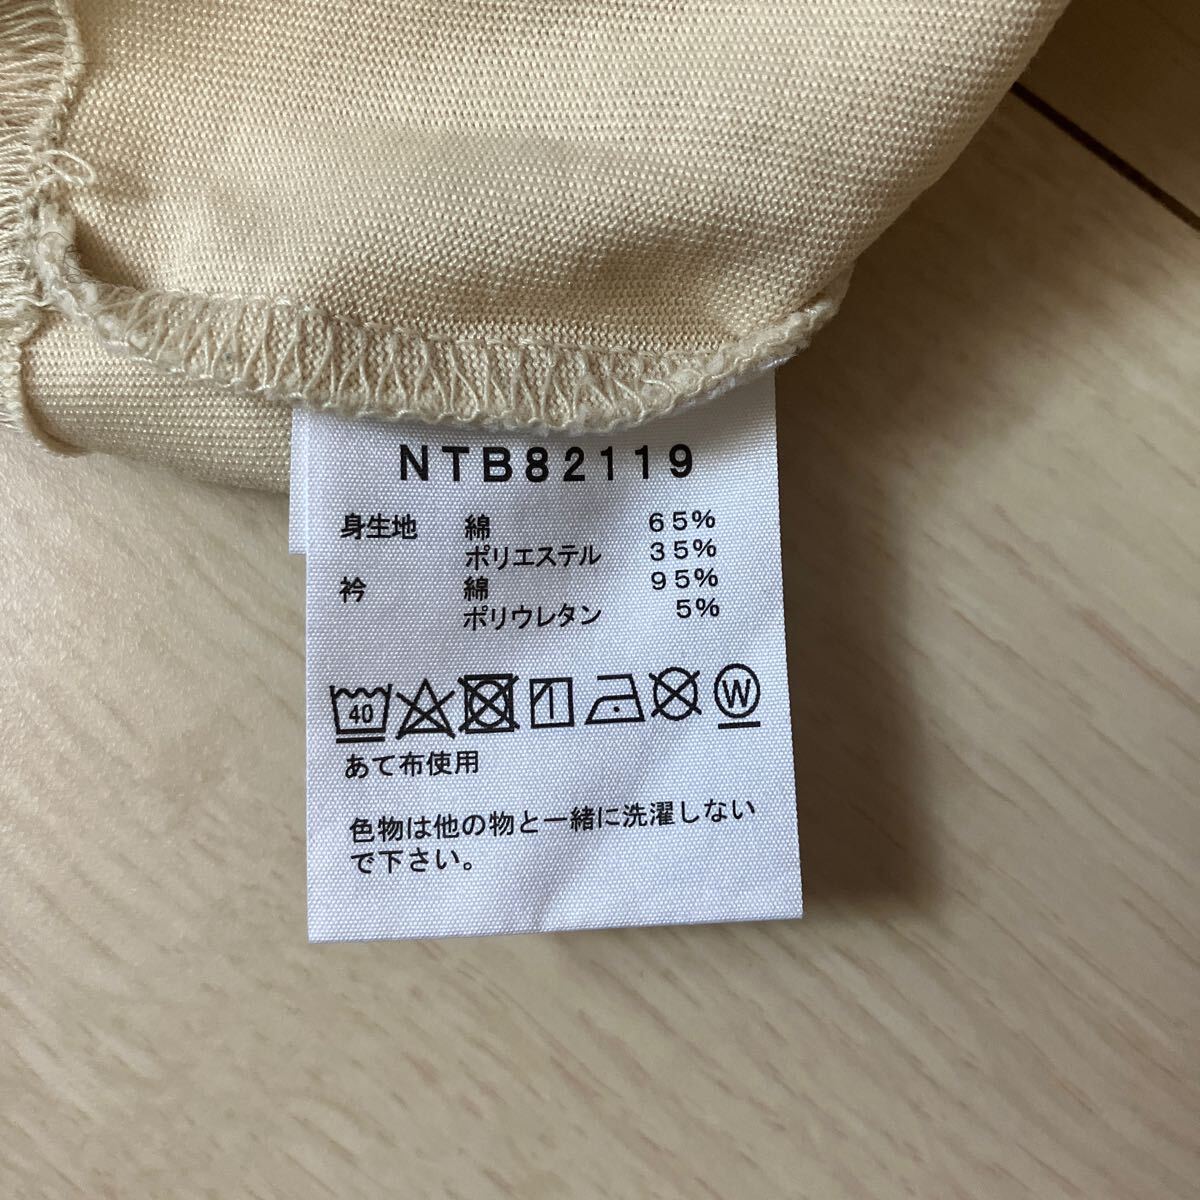 NTB82119
身生地 綿 65%
ポリエステル 35%
衿 綿 95%
ポリウレタン 5%
40 W
あて布使用
色物は他の物と一緒に洗濯しない
で下さい。